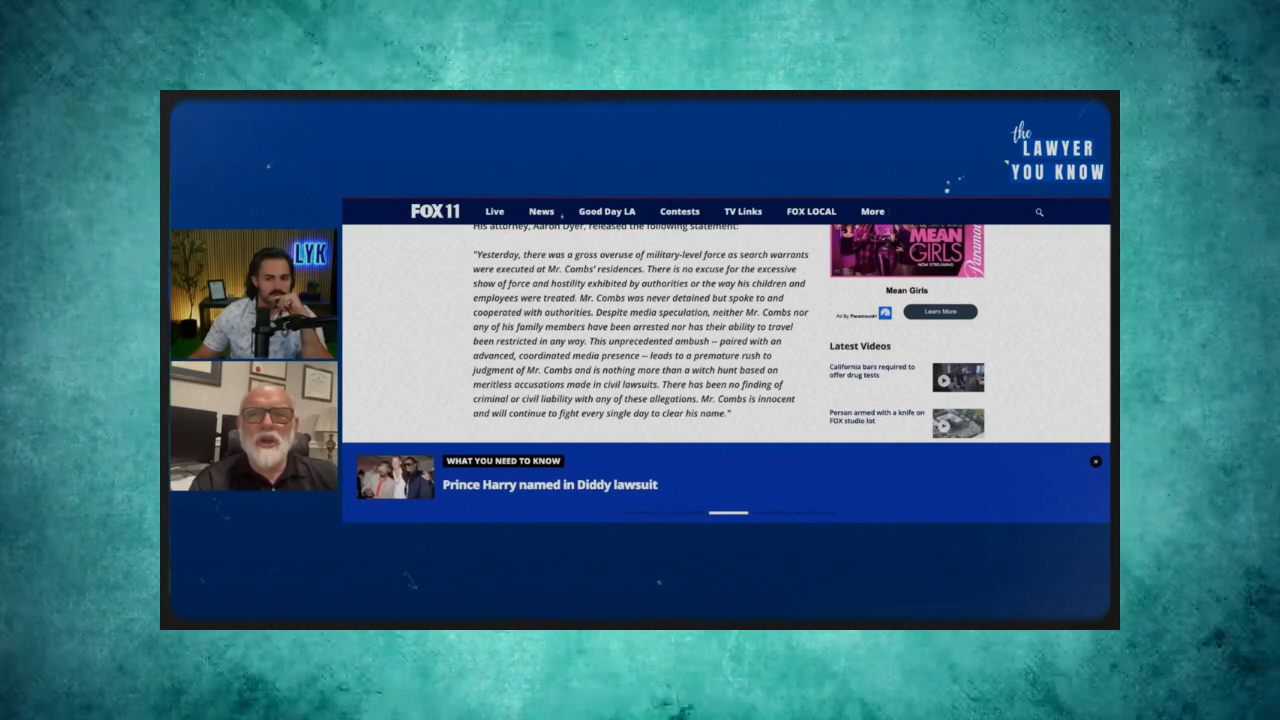 the
LAWYER
YOU KNOW
FOX 11
Live
News
Good Day LA
Contests
TV Links
FOX LOCAL
More
LYK
His attorney, Aaron Dyer, released the following statement:
"Yesterday, there was a gross overuse of military-level force as search warrants
were executed at Mr. Combs' residences. There is no excuse for the excessive
show of force and hostility exhibited by authorities or the way his children and
employees were treated. Mr. Combs was never detained but spoke to and
cooperated with authorities. Despite media speculation, neither Mr. Combs nor
any of his family members have been arrested nor has their ability to travel
been restricted in any way. This unprecedented ambush -- paired with an
advanced, coordinated media presence -- leads to a premature rush to
judgment of Mr. Combs and is nothing more than a witch hunt based on
meritless accusations made in civil lawsuits. There has been no finding of
criminal or civil liability with any of these allegations. Mr. Combs is innocent
and will continue to fight every single day to clear his name."
MEAN
GIRLS
NOW STREAMING
Paramou
Mean Girls
Ad By Paramount+
Learn More
Latest Videos
California bars required to
offer drug tests
Person armed with a knife on
FOX studio lot
WHAT YOU NEED TO KNOW
Prince Harry named in Diddy lawsuit